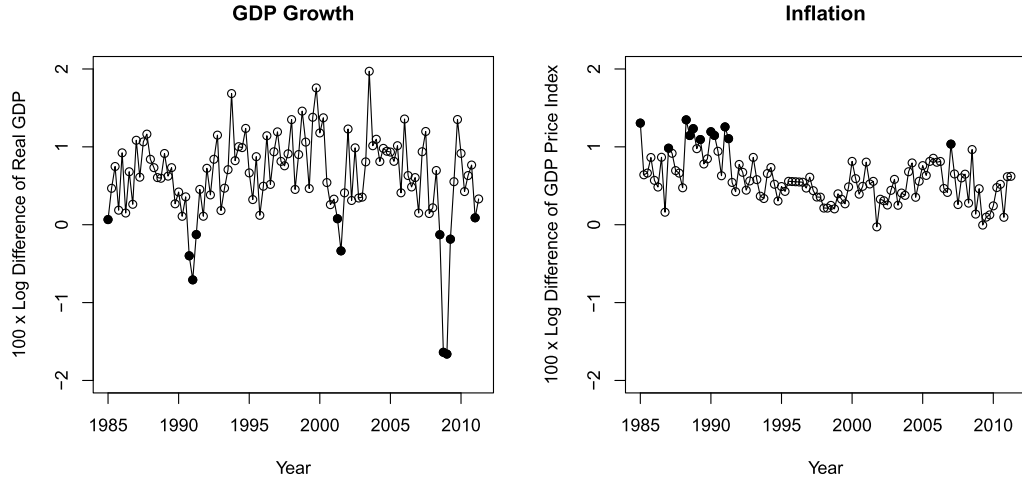 GDP Growth
100 x Log Difference of Real GDP
2
1
0
−1
−2
1985 1990 1995 2000 2005 2010
Year
Inflation
100 x Log Difference of GDP Price Index
2
1
0
−1
−2
1985 1990 1995 2000 2005 2010
Year